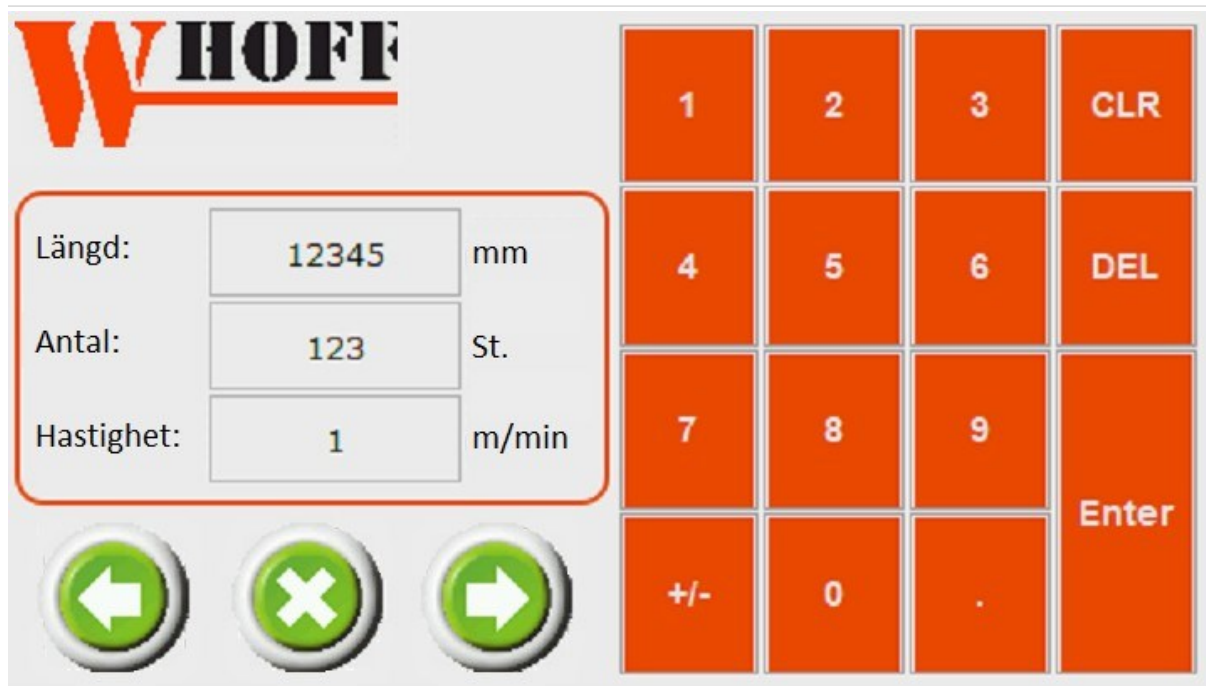 WHOFF
Längd: 12345 mm
Antal: 123 St.
Hastighet: 1 m/min
1 2 3 CLR
4 5 6 DEL
7 8 9
Enter
+/- 0 .